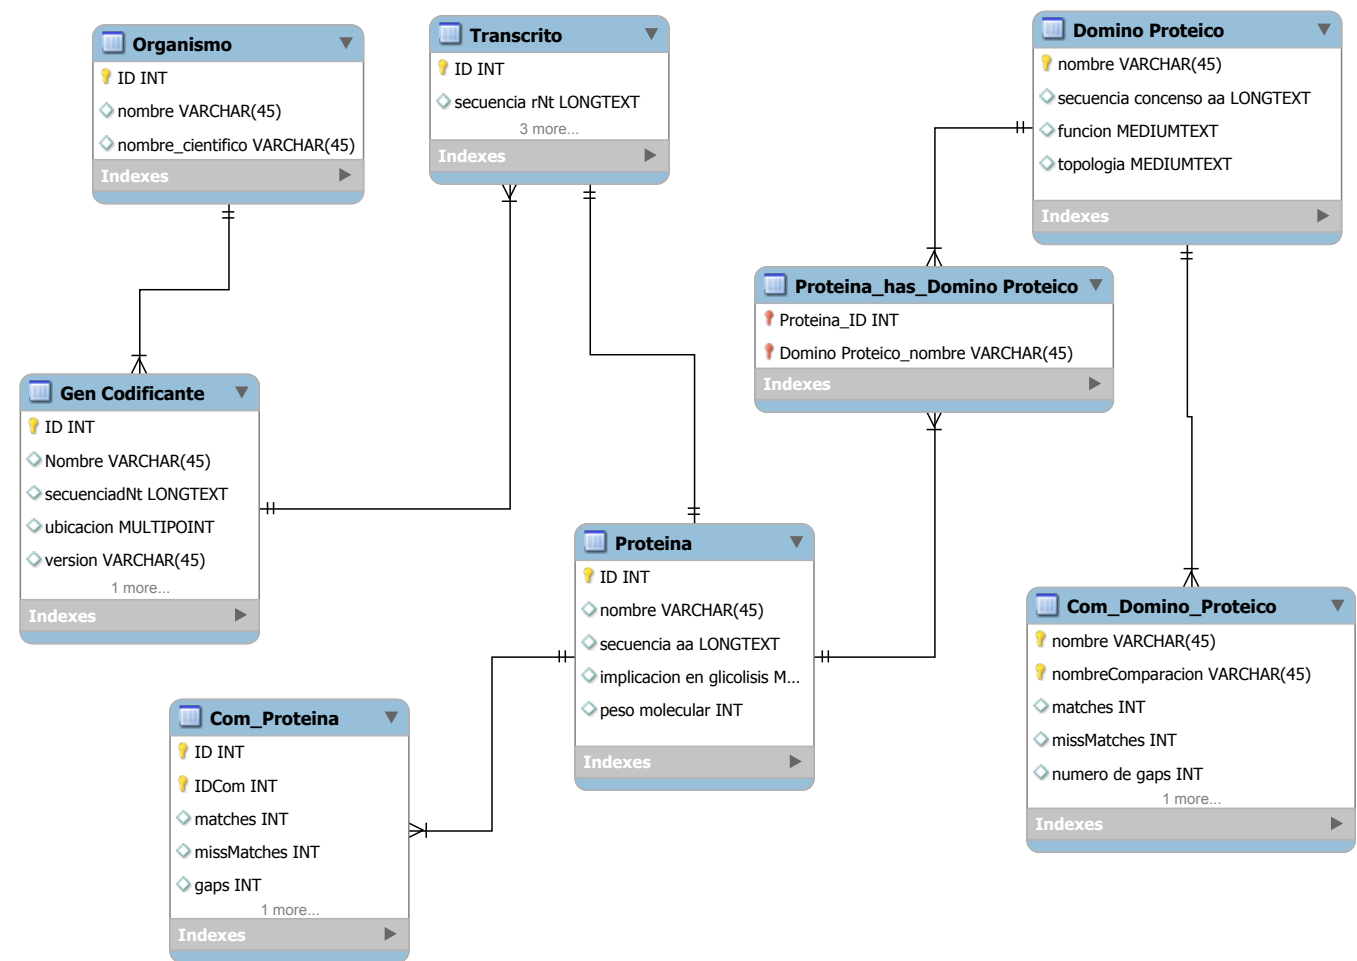 Organismo
ID INT
nombre VARCHAR(45)
nombre_cientifico VARCHAR(45)
Indexes
Transcrito
ID INT
secuencia rNt LONGTEXT
3 more...
Indexes
Domino Proteico
nombre VARCHAR(45)
secuencia concenso aa LONGTEXT
funcion MEDIUMTEXT
topologia MEDIUMTEXT
Indexes
Proteina_has_Domino Proteico
Proteina_ID INT
Domino Proteico_nombre VARCHAR(45)
Indexes
Gen Codificante
ID INT
Nombre VARCHAR(45)
secuenciadNt LONGTEXT
ubicacion MULTIPOINT
version VARCHAR(45)
1 more...
Indexes
Proteina
ID INT
nombre VARCHAR(45)
secuencia aa LONGTEXT
implicacion en glicolisis M...
peso molecular INT
Indexes
Com_Domino_Proteico
nombre VARCHAR(45)
nombreComparacion VARCHAR(45)
matches INT
missMatches INT
numero de gaps INT
1 more...
Indexes
Com_Proteina
ID INT
IDCom INT
matches INT
missMatches INT
gaps INT
1 more...
Indexes